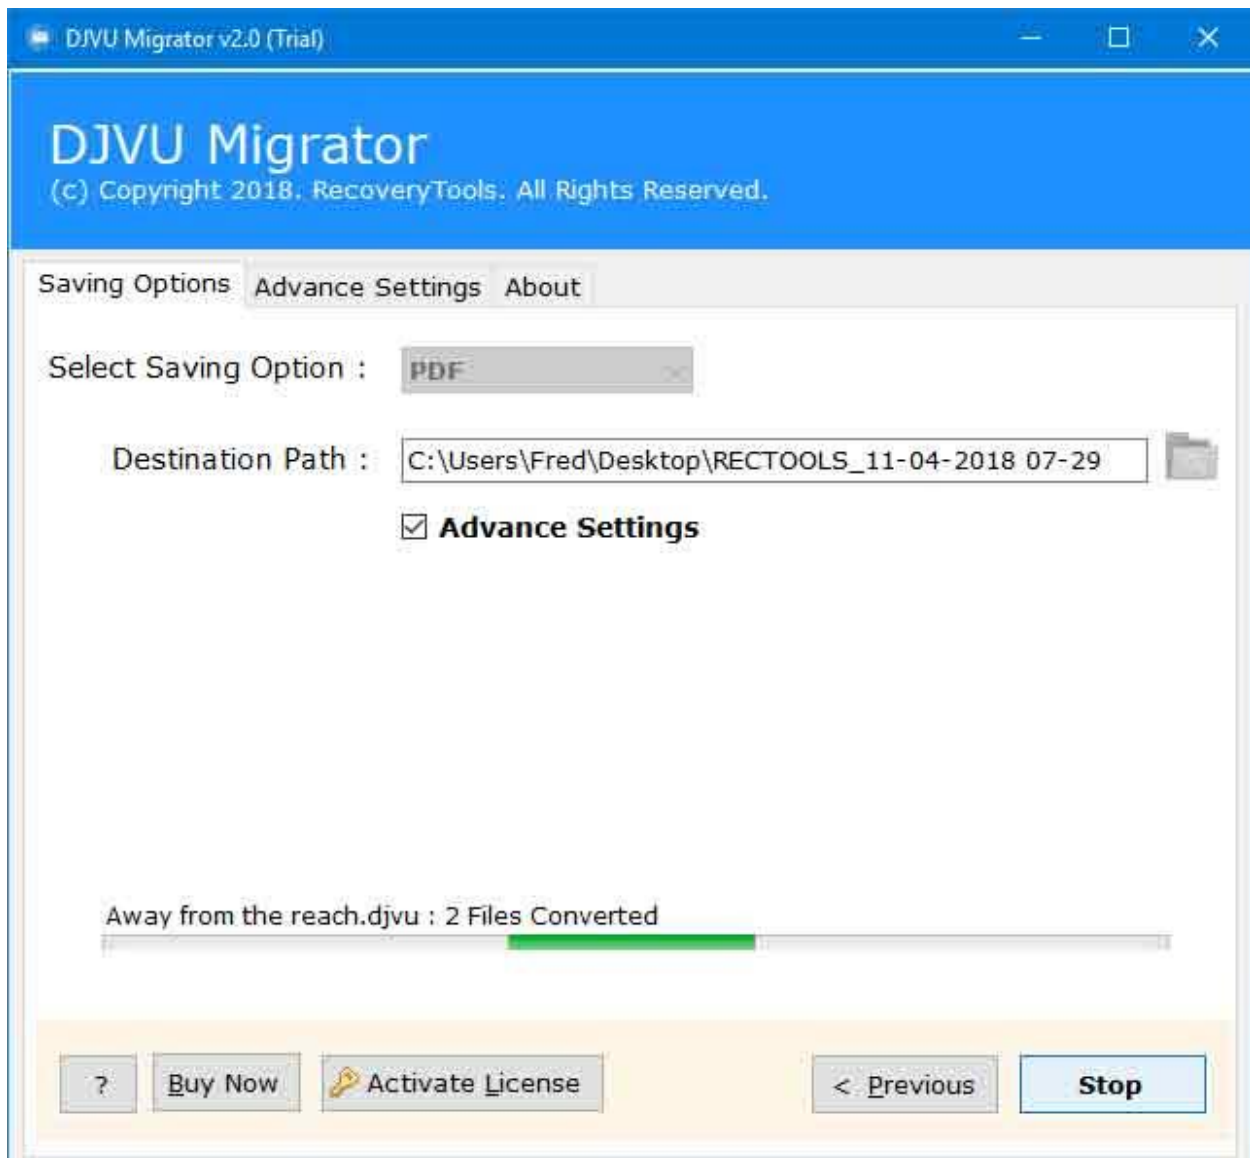 DJVU Migrator v2.0 (Trial)
DJVU Migrator
(c) Copyright 2018. RecoveryTools. All Rights Reserved.
Saving Options Advance Settings About
Select Saving Option : PDF
Destination Path : C:\Users\Fred\Desktop\RECTOOLS_11-04-2018 07-29
Advance Settings
Away from the reach.djvu : 2 Files Converted
? Buy Now Activate License < Previous Stop